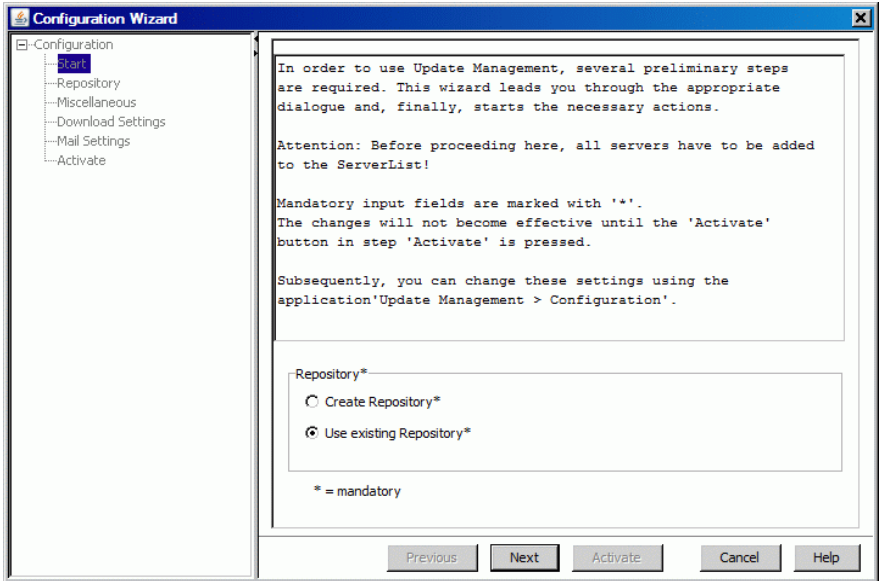 Configuration Wizard
Configuration
Start
Repository
Miscellaneous
Download Settings
Mail Settings
Activate
In order to use Update Management, several preliminary steps
are required. This wizard leads you through the appropriate
dialogue and, finally, starts the necessary actions.
Attention: Before proceeding here, all servers have to be added
to the ServerList!
Mandatory input fields are marked with '*'.
The changes will not become effective until the 'Activate'
button in step 'Activate' is pressed.
Subsequently, you can change these settings using the
application'Update Management > Configuration'.
Repository*
Create Repository*
Use existing Repository*
* = mandatory
Previous Next Activate Cancel Help